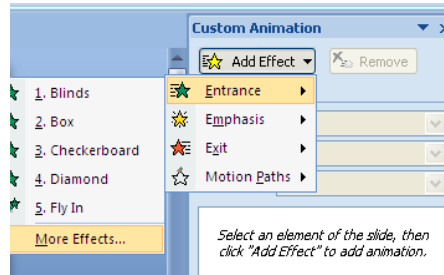 Custom Animation
Add Effect
Remove
1. Blinds
2. Box
3. Checkerboard
4. Diamond
5. Fly In
More Effects...
Entrance
Emphasis
Exit
Motion Paths
Select an element of the slide, then
click "Add Effect" to add animation.